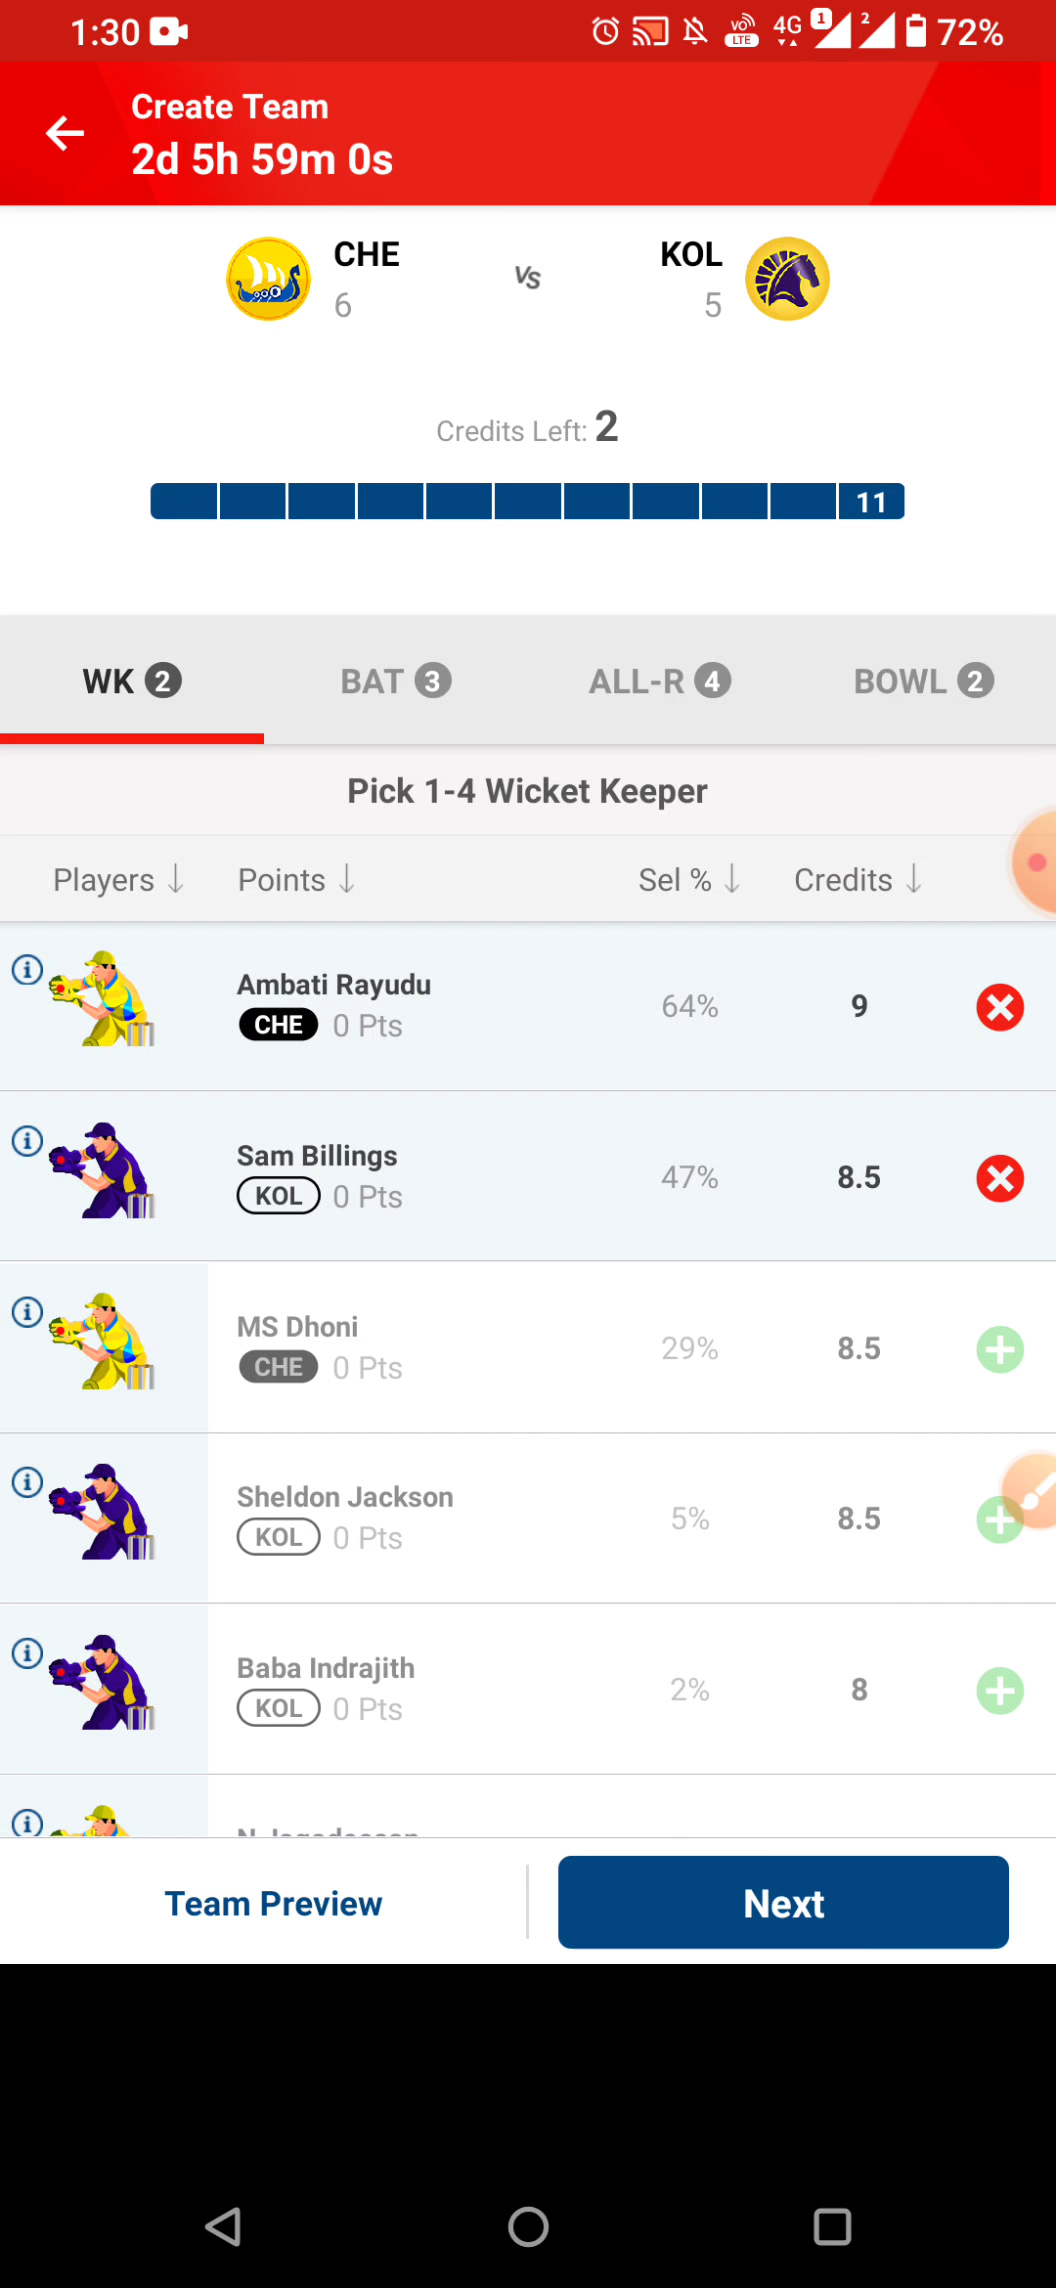 1:30 VO LTE 4G 1 2 72%
Create Team
2d 5h 59m 0s
CHE VS KOL
6 5
Credits Left: 2
11
WK 2 BAT 3 ALL-R 4 BOWL 2
Pick 1-4 Wicket Keeper
Players ↓ Points ↓ Sel % ↓ Credits ↓
Ambati Rayudu
CHE 0 Pts 64% 9
Sam Billings
KOL 0 Pts 47% 8.5
MS Dhoni
CHE 0 Pts 29% 8.5
Sheldon Jackson
KOL 0 Pts 5% 8.5
Baba Indrajith
KOL 0 Pts 2% 8
Team Preview Next